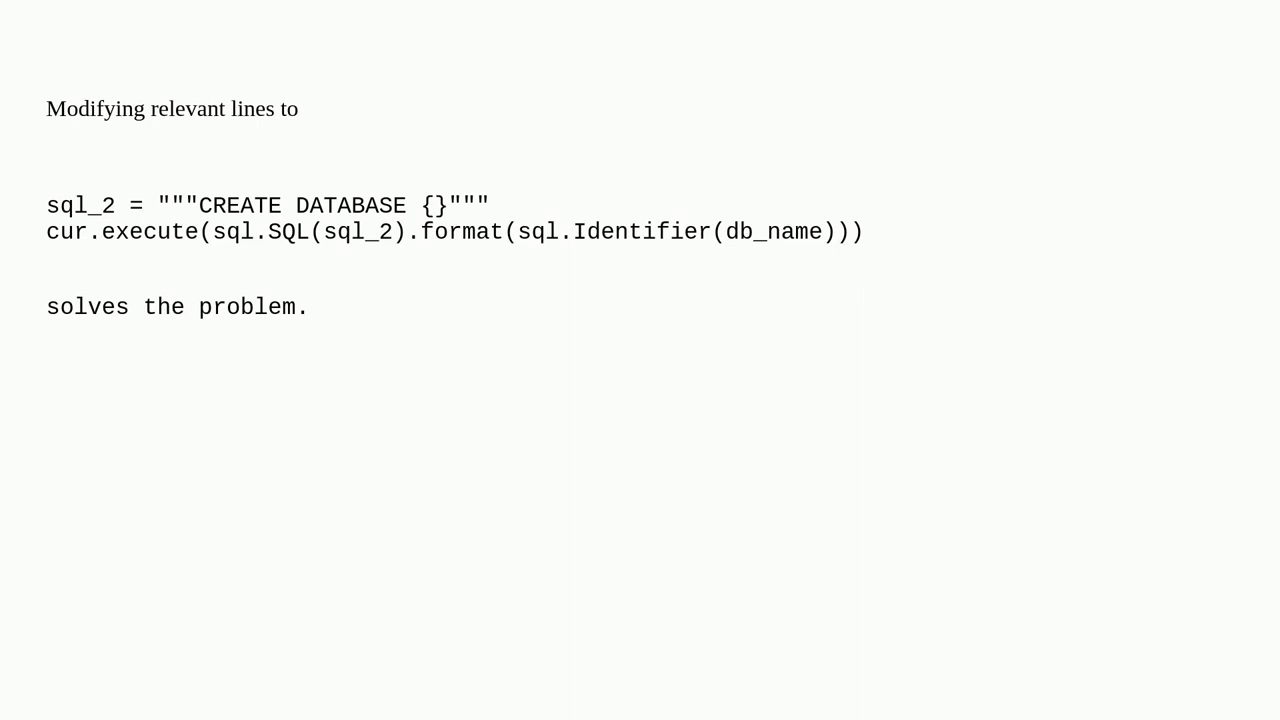 Modifying relevant lines to
sql_2 = """CREATE DATABASE {}"""
cur.execute(sql.SQL(sql_2).format(sql.Identifier(db_name)))
solves the problem.